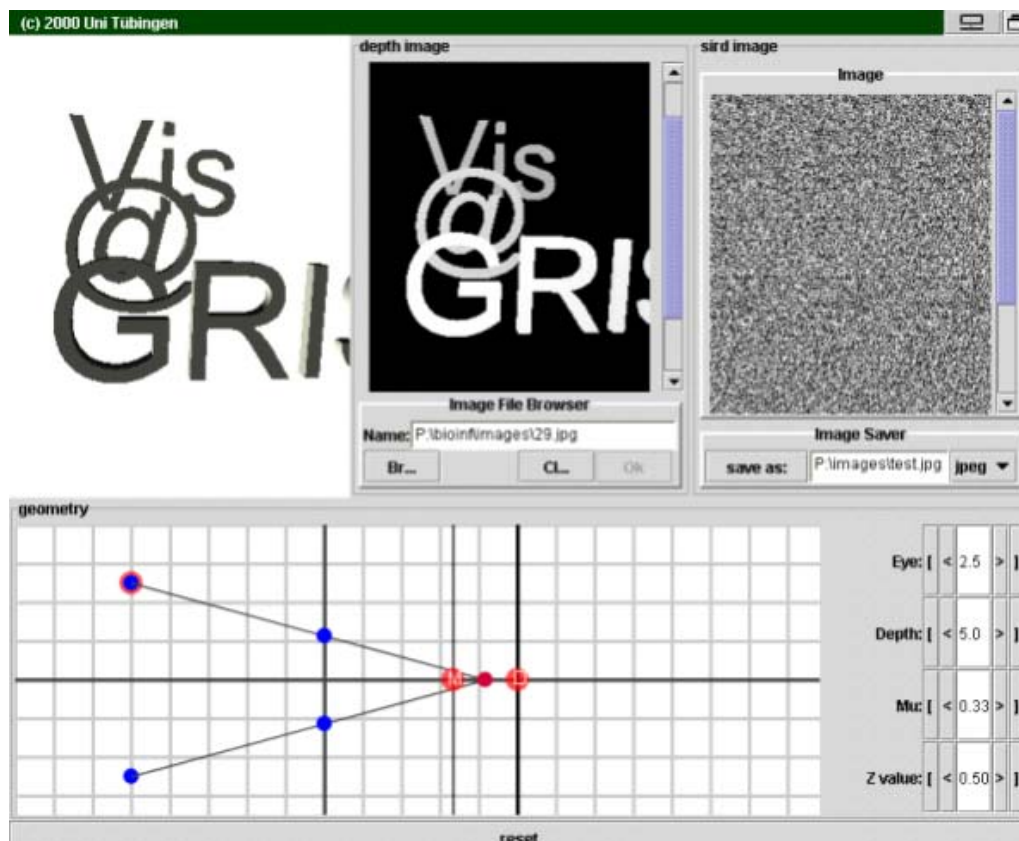 (c) 2000 Uni Tübingen
Vis
@
GRIS
depth image
Vis
@
GRIS
Image File Browser
Name: P:\bioinf\images\29.jpg
Br... Cl... Ok
sird image
Image
Image Saver
save as: P:\images\test.jpg jpeg
geometry
M D
Eye: [ < 2.5 > ]
Depth: [ < 5.0 > ]
Mu: [ < 0.33 > ]
Z value: [ < 0.50 > ]
reset